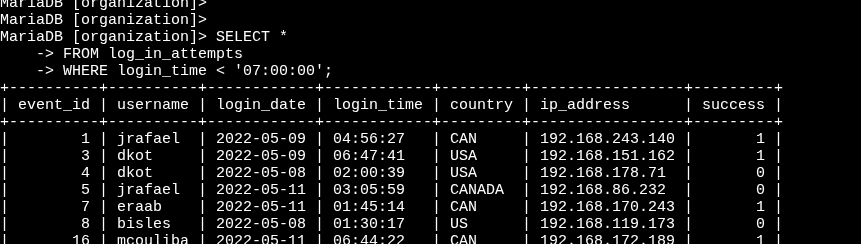 MariaDB [organization]>
MariaDB [organization]>
MariaDB [organization]> SELECT *
    -> FROM log_in_attempts
    -> WHERE login_time < '07:00:00';
+----------+----------+------------+------------+---------+-----------------+---------+
| event_id | username | login_date | login_time | country | ip_address      | success |
+----------+----------+------------+------------+---------+-----------------+---------+
|        1 | jrafael  | 2022-05-09 | 04:56:27   | CAN     | 192.168.243.140 |       1 |
|        3 | dkot     | 2022-05-09 | 06:47:41   | USA     | 192.168.151.162 |       1 |
|        4 | dkot     | 2022-05-08 | 02:00:39   | USA     | 192.168.178.71  |       0 |
|        5 | jrafael  | 2022-05-11 | 03:05:59   | CANADA  | 192.168.86.232  |       0 |
|        7 | eraab    | 2022-05-11 | 01:45:14   | CAN     | 192.168.170.243 |       1 |
|        8 | bisles   | 2022-05-08 | 01:30:17   | US      | 192.168.119.173 |       0 |
|       16 | mcouliba | 2022-05-11 | 06:44:22   | CAN     | 192.168.172.189 |       1 |